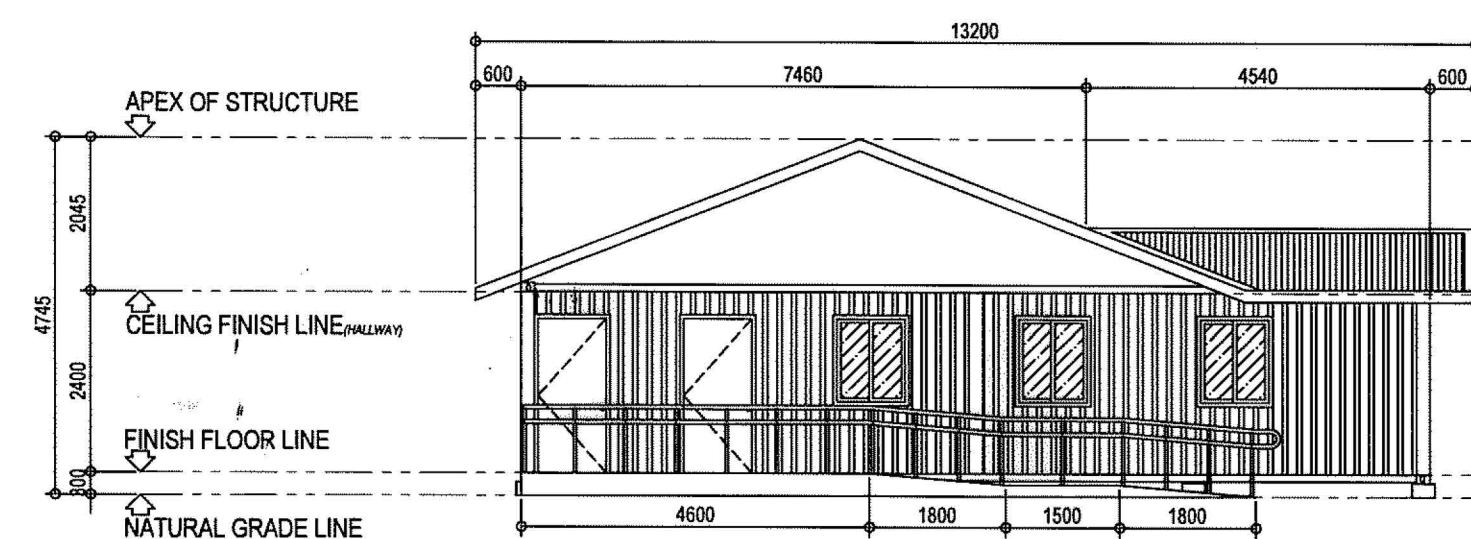 13200
600 7460 4540 600
APEX OF STRUCTURE
2045
4745
CEILING FINISH LINE(HALLWAY)
2400
FINISH FLOOR LINE
300
NATURAL GRADE LINE
4600 1800 1500 1800